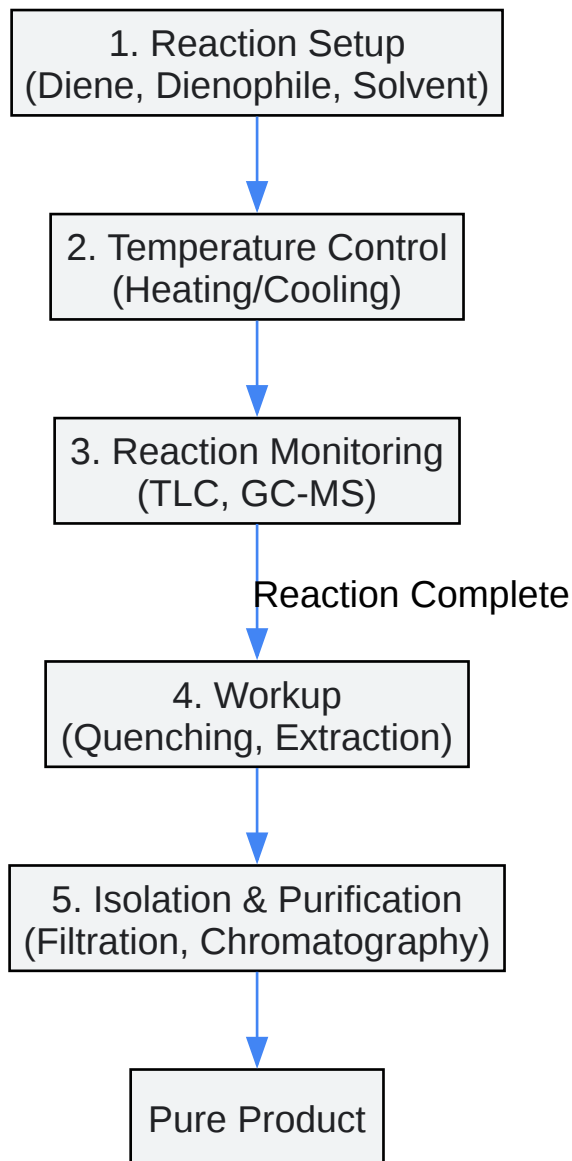 1. Reaction Setup
(Diene, Dienophile, Solvent)
2. Temperature Control
(Heating/Cooling)
3. Reaction Monitoring
(TLC, GC-MS)
Reaction Complete
4. Workup
(Quenching, Extraction)
5. Isolation & Purification
(Filtration, Chromatography)
Pure Product